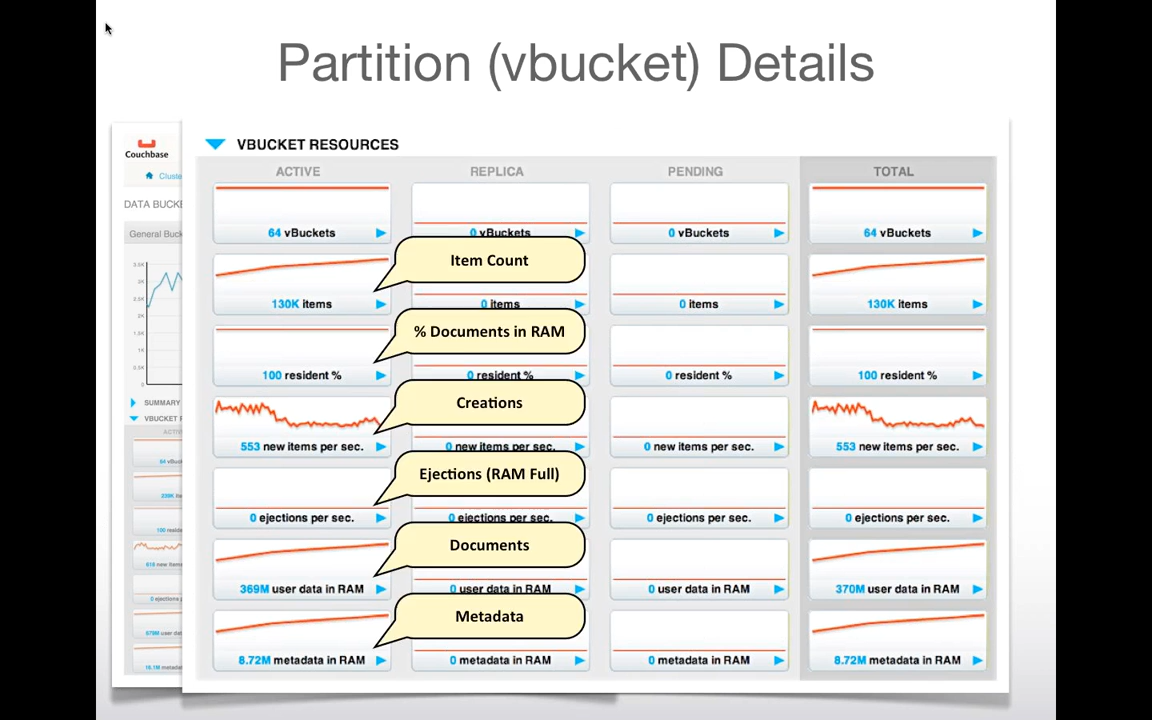 Partition (vbucket) Details
Couchbase
Cluste
DATA BUCKE
General Buck
SUMMARY
VBUCKET R
VBUCKET RESOURCES
ACTIVE REPLICA PENDING TOTAL
64 vBuckets 0 vBuckets 0 vBuckets 64 vBuckets
Item Count
130K items 0 items 0 items 130K items
% Documents in RAM
100 resident % 0 resident % 0 resident % 100 resident %
Creations
553 new items per sec. 0 new items per sec. 0 new items per sec. 553 new items per sec.
Ejections (RAM Full)
0 ejections per sec. 0 ejections per sec. 0 ejections per sec. 0 ejections per sec.
Documents
369M user data in RAM 0 user data in RAM 0 user data in RAM 370M user data in RAM
Metadata
8.72M metadata in RAM 0 metadata in RAM 0 metadata in RAM 8.72M metadata in RAM